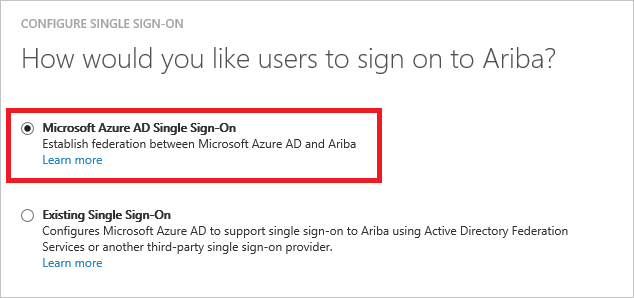 CONFIGURE SINGLE SIGN-ON
How would you like users to sign on to Ariba?
Microsoft Azure AD Single Sign-On
Establish federation between Microsoft Azure AD and Ariba
Learn more
Existing Single Sign-On
Configures Microsoft Azure AD to support single sign-on to Ariba using Active Directory Federation
Services or another third-party single sign-on provider.
Learn more